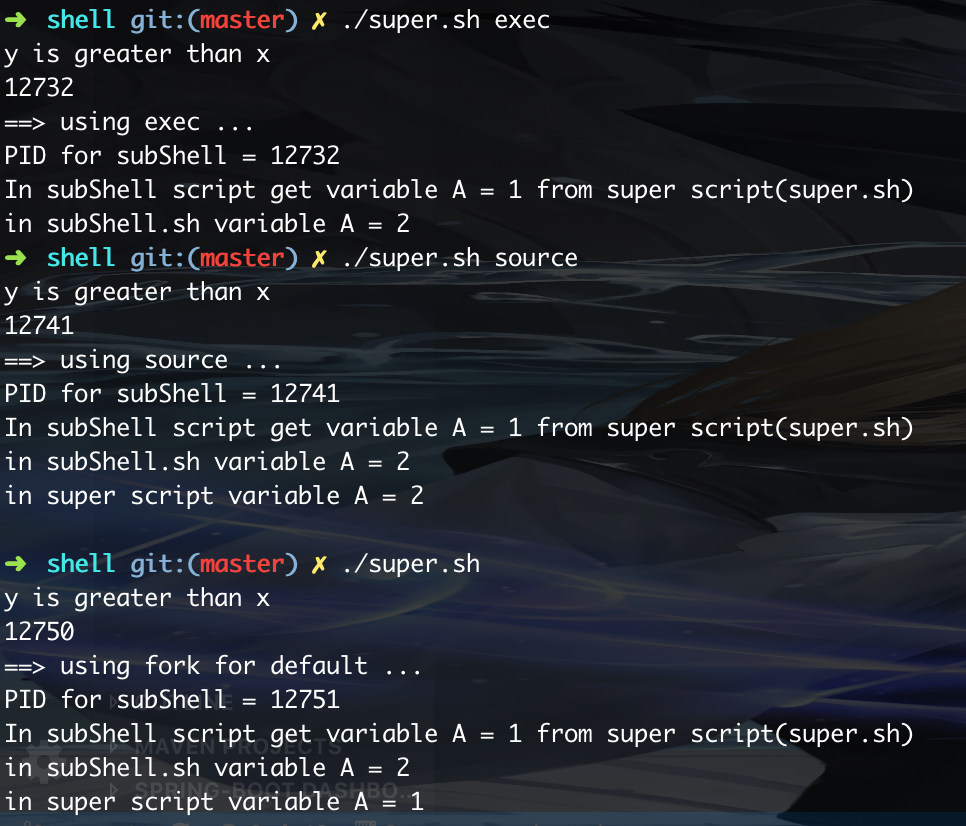 ➜ shell git:(master) ✗ ./super.sh exec
y is greater than x
12732
==> using exec ...
PID for subShell = 12732
In subShell script get variable A = 1 from super script(super.sh)
in subShell.sh variable A = 2
➜ shell git:(master) ✗ ./super.sh source
y is greater than x
12741
==> using source ...
PID for subShell = 12741
In subShell script get variable A = 1 from super script(super.sh)
in subShell.sh variable A = 2
in super script variable A = 2
➜ shell git:(master) ✗ ./super.sh
y is greater than x
12750
==> using fork for default ...
PID for subShell = 12751
In subShell script get variable A = 1 from super script(super.sh)
MAVEN PROJECTS
in subShell.sh variable A = 2
SPRING-BOOT DASHBO...
in super script variable A = 1